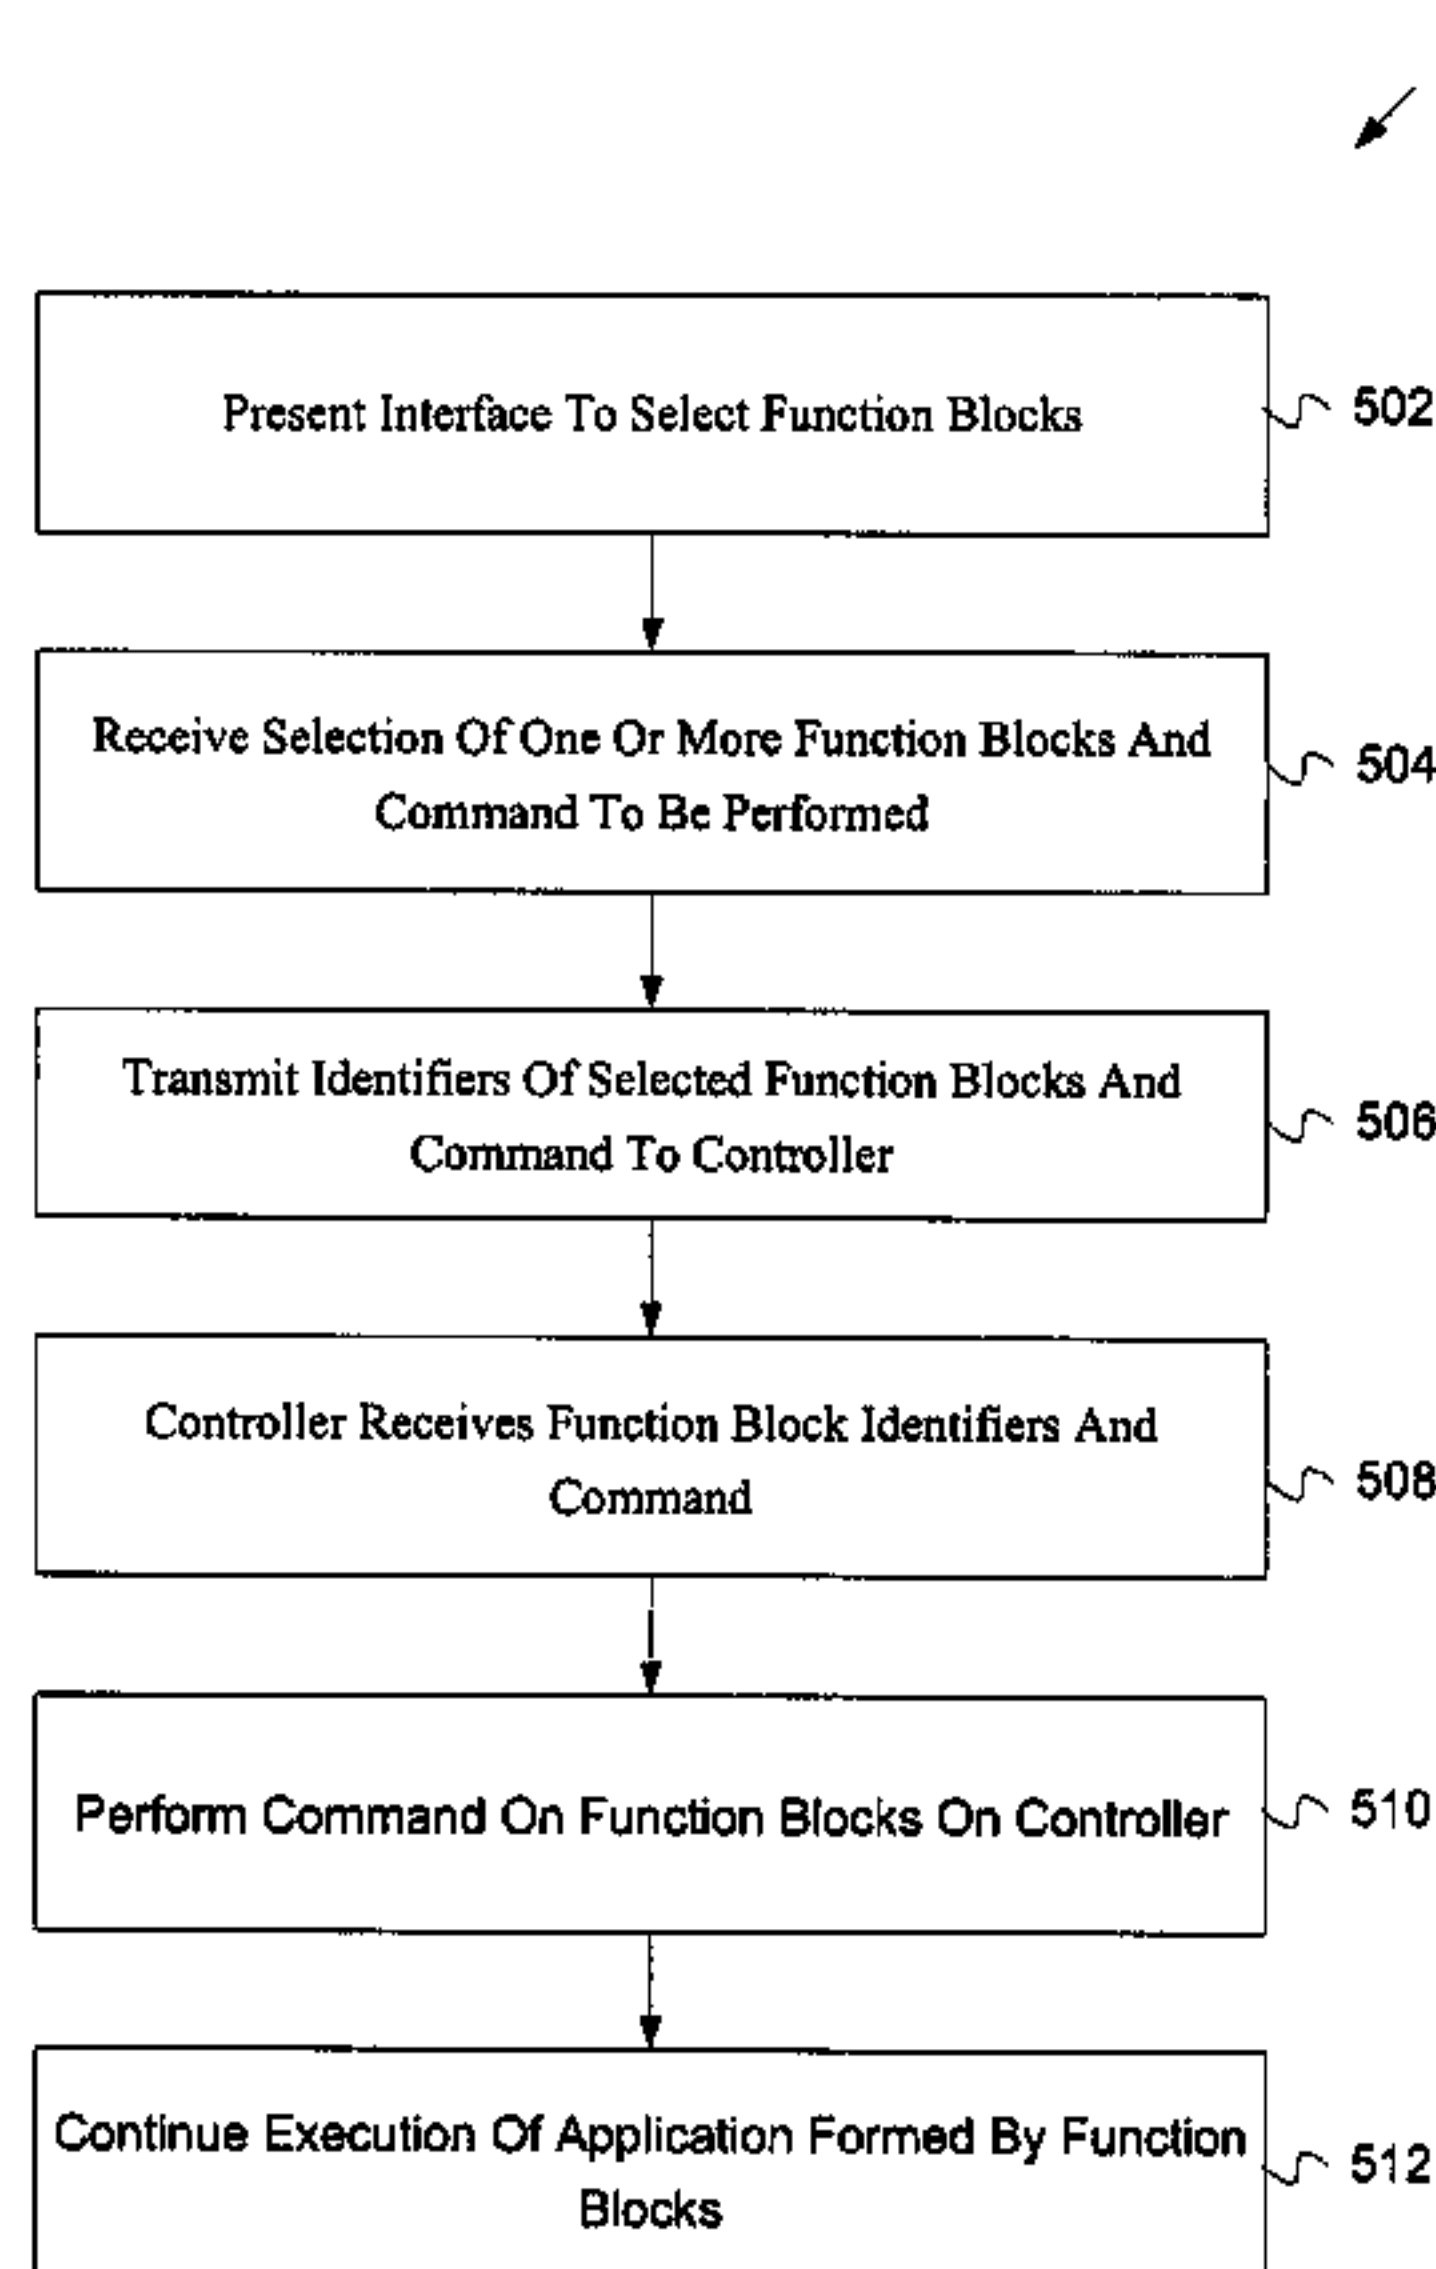 Present Interface To Select Function Blocks
502
Receive Selection Of One Or More Function Blocks And
Command To Be Performed
504
Transmit Identifiers Of Selected Function Blocks And
Command To Controller
506
Controller Receives Function Block Identifiers And
Command
508
Perform Command On Function Blocks On Controller
510
Continue Execution Of Application Formed By Function
Blocks
512